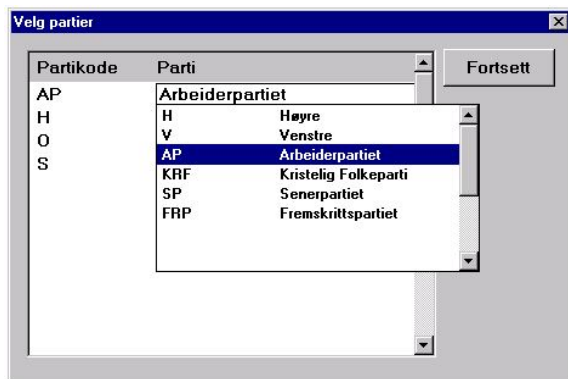 Velg partier
Partikode Parti Fortsett
AP Arbeiderpartiet
H
O
S
H Høyre
V Venstre
AP Arbeiderpartiet
KRF Kristelig Folkeparti
SP Senerpartiet
FRP Fremskrittspartiet